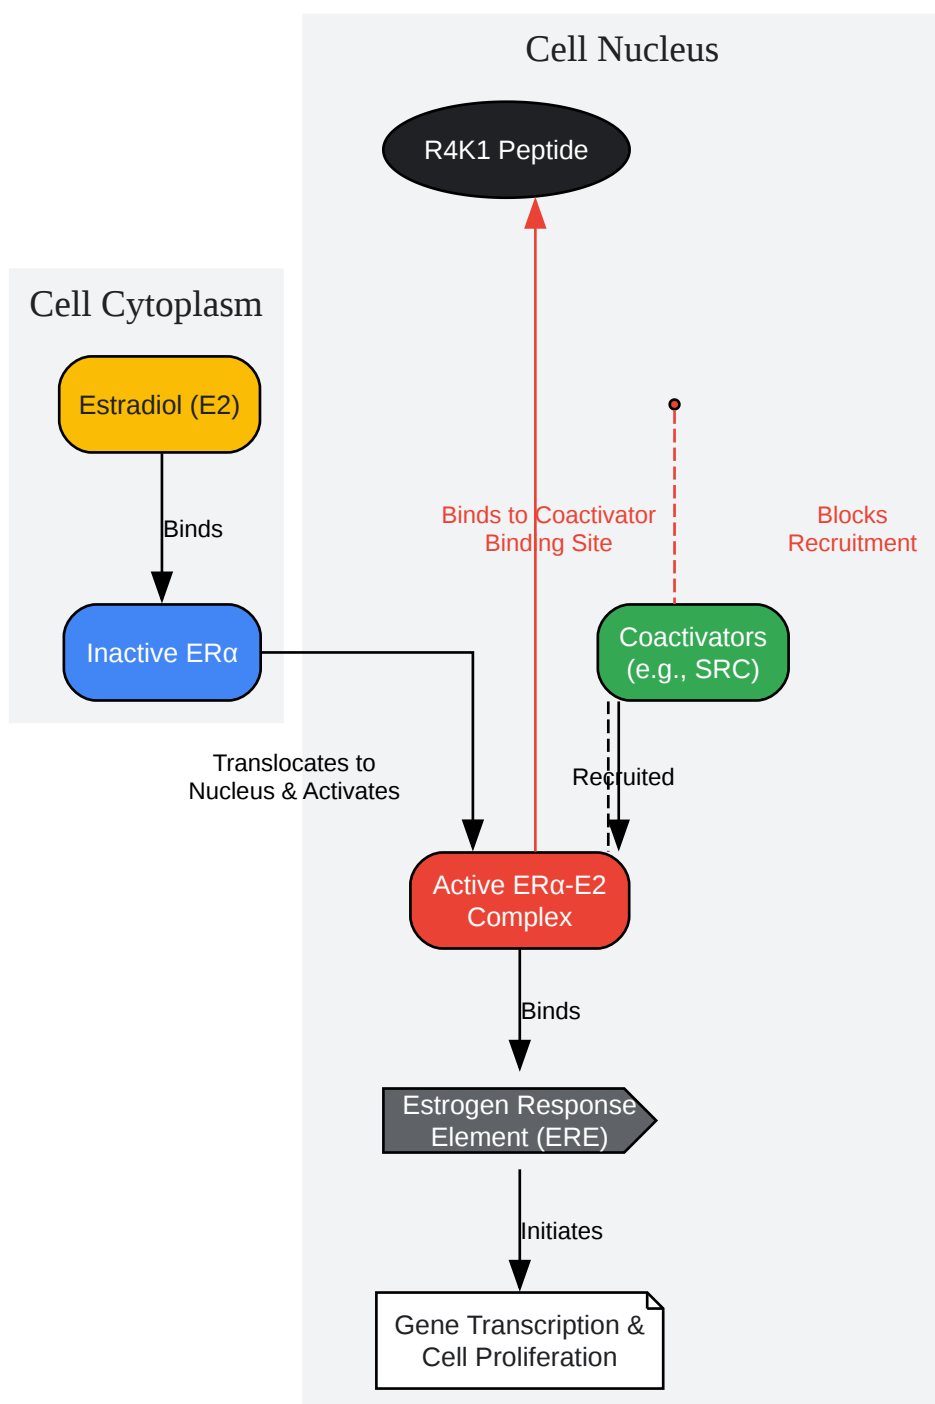 Cell Nucleus
R4K1 Peptide
Cell Cytoplasm
Estradiol (E2)
Binds
Binds to Coactivator
Binding Site
Blocks
Recruitment
Inactive ERα
Coactivators
(e.g., SRC)
Translocates to
Nucleus & Activates
Recruited
Active ERα-E2
Complex
Binds
Estrogen Response
Element (ERE)
Initiates
Gene Transcription &
Cell Proliferation